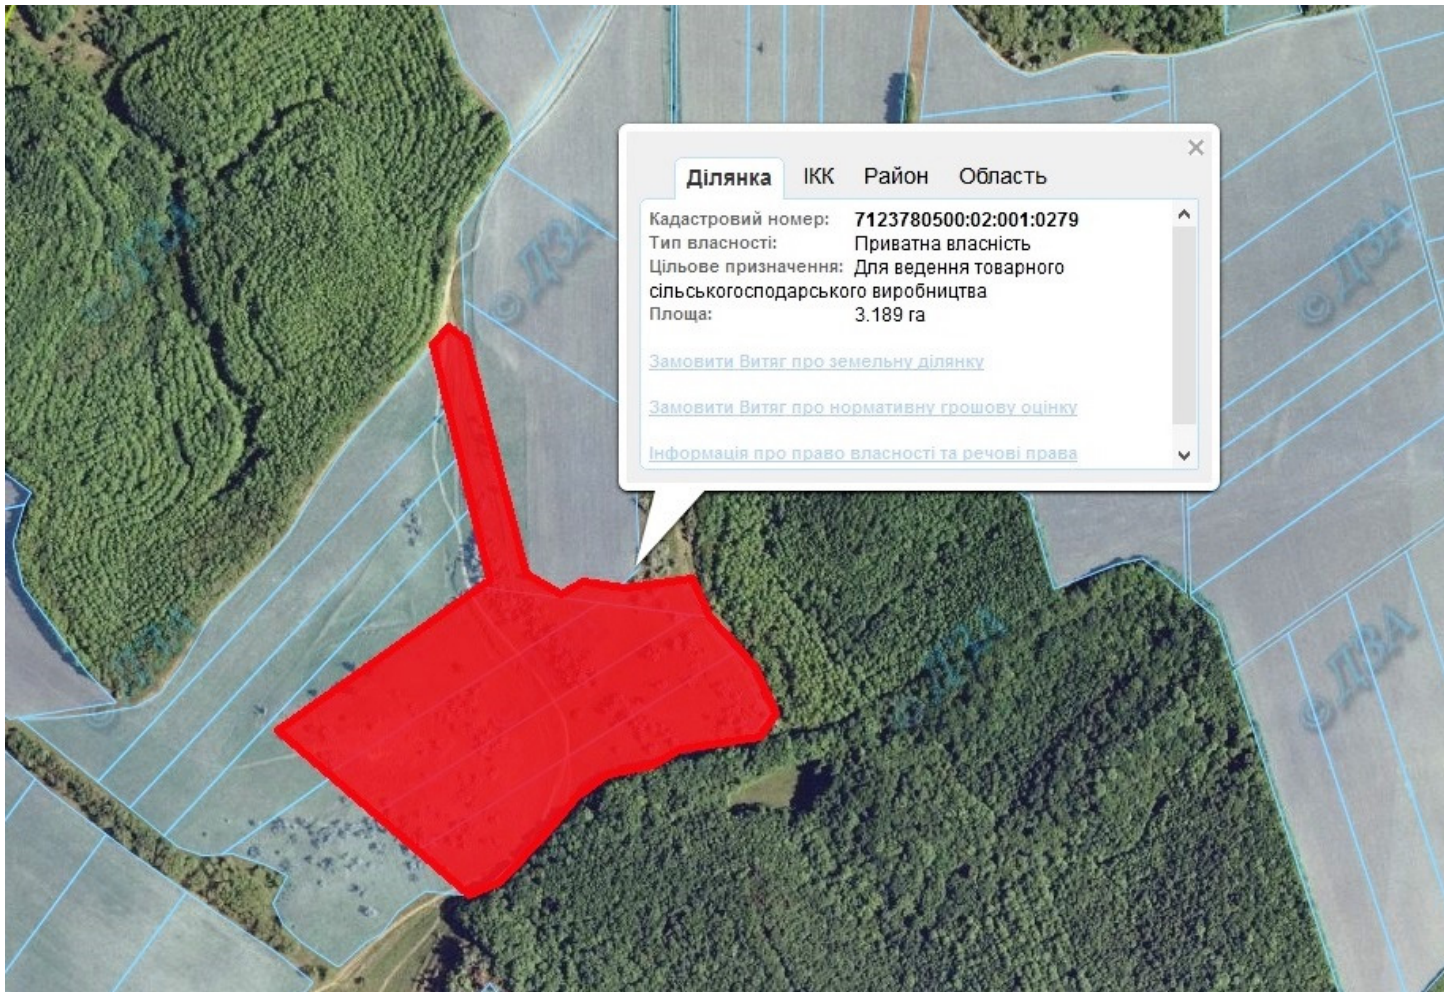 ×
Ділянка ІКК Район Область
Кадастровий номер: 7123780500:02:001:0279
Тип власності: Приватна власність
Цільове призначення: Для ведення товарного
сільськогосподарського виробництва
Площа: 3.189 га
Замовити Витяг про земельну ділянку
Замовити Витяг про нормативну грошову оцінку
Інформація про право власності та речові права
© ДЗА
© ДЗА
© ДЗА
© ДЗА
© ДЗА